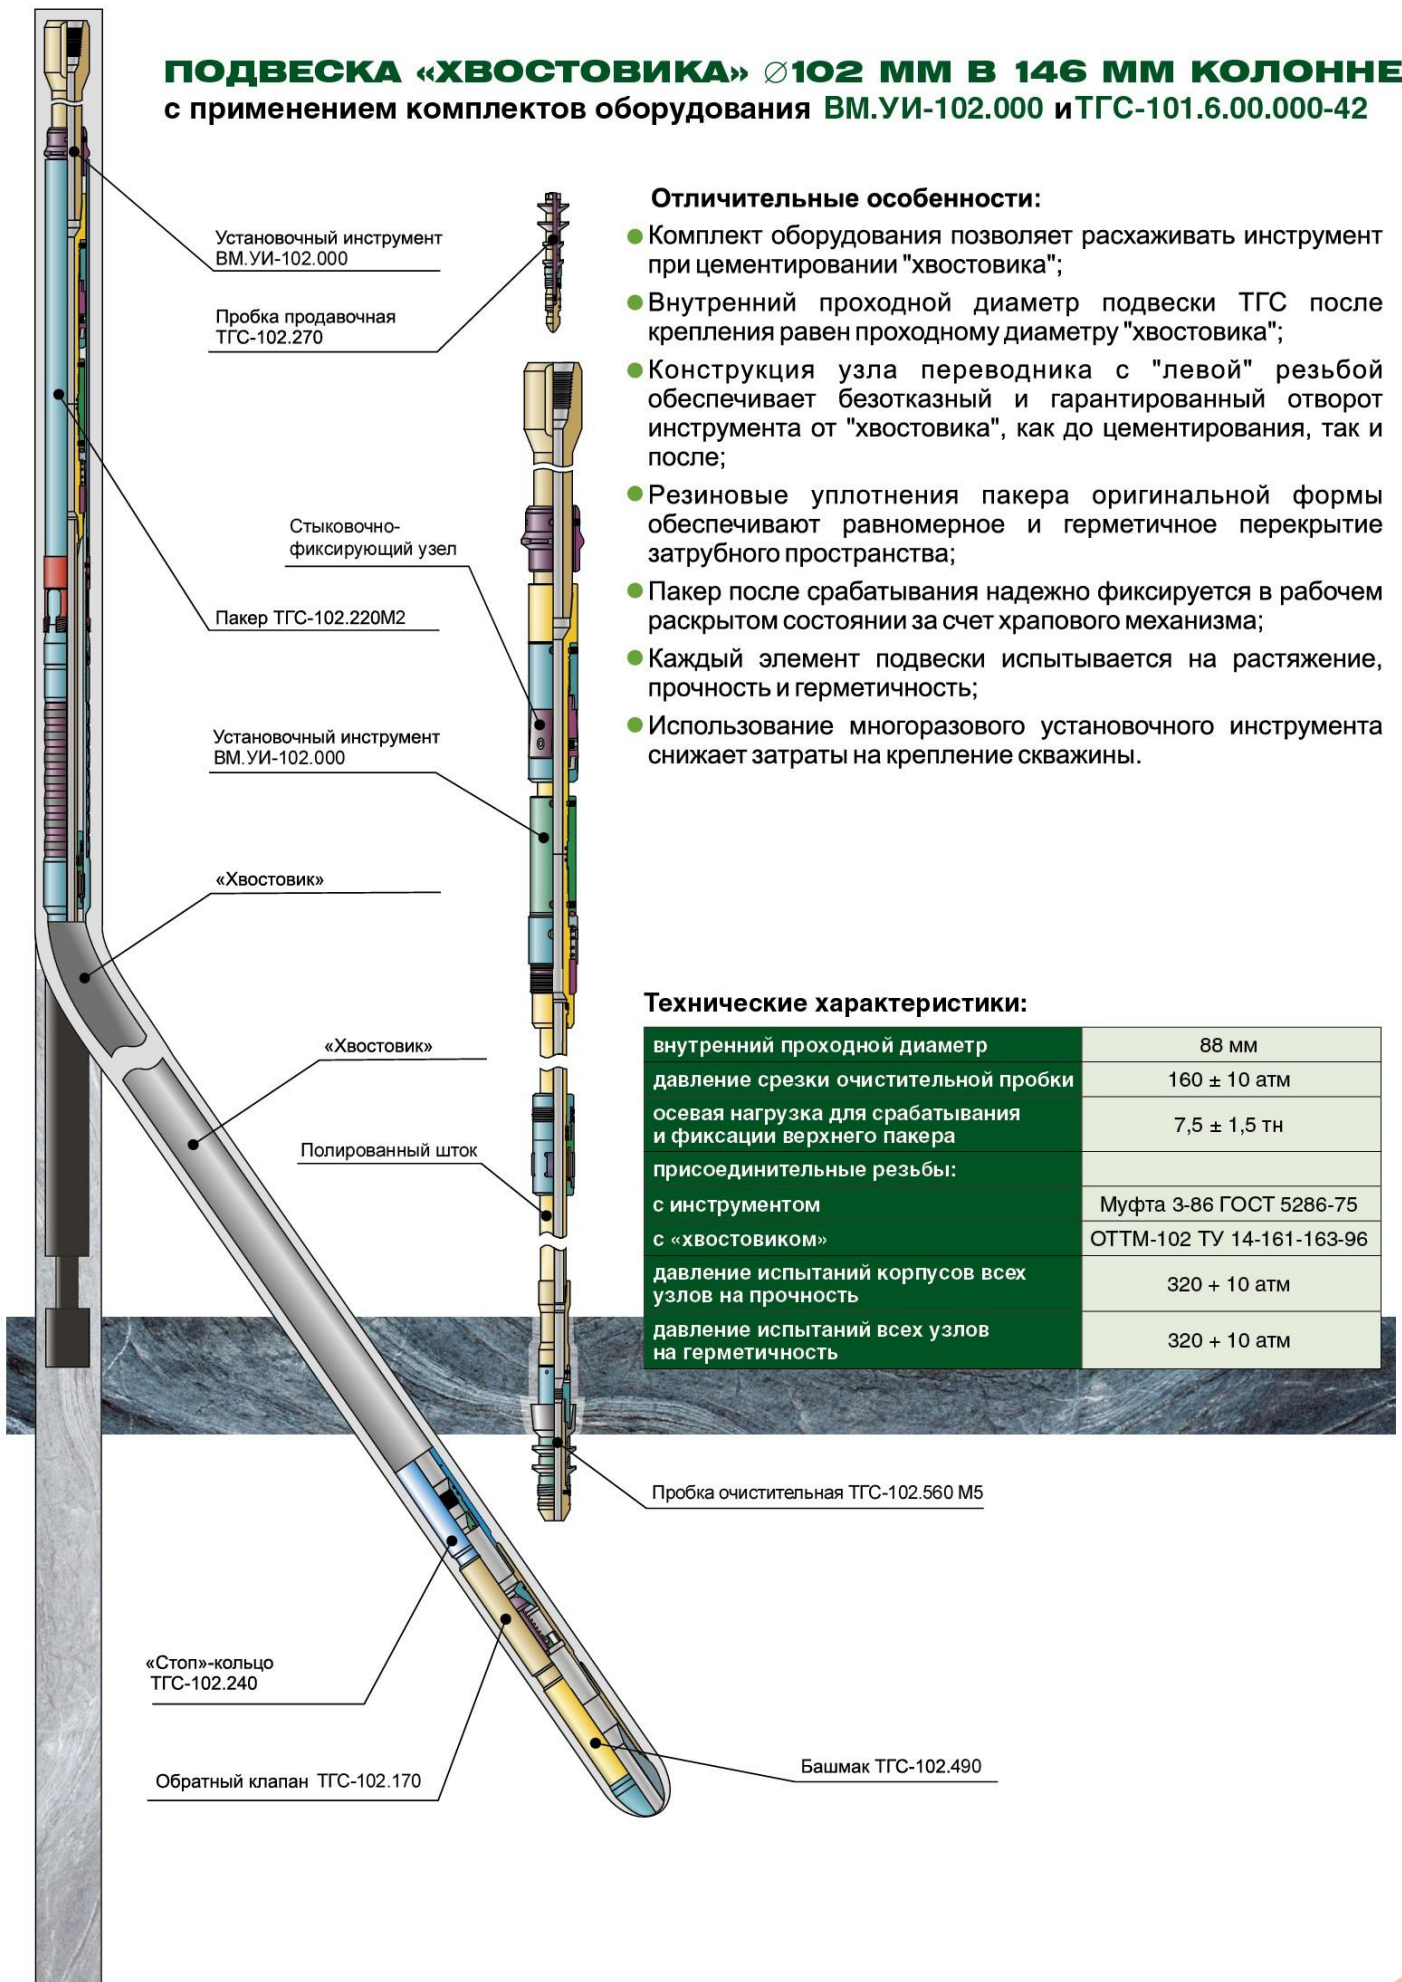 ПОДВЕСКА «ХВОСТОВИКА» ∅102 ММ В 146 ММ КОЛОННЕ
с применением комплектов оборудования ВМ.УИ-102.000 и ТГС-101.6.00.000-42
Установочный инструмент
ВМ.УИ-102.000
Пробка продавочная
ТГС-102.270
Стыковочно-
фиксирующий узел
Пакер ТГС-102.220М2
Установочный инструмент
ВМ.УИ-102.000
«Хвостовик»
«Хвостовик»
Полированный шток
Отличительные особенности:
Комплект оборудования позволяет расхаживать инструмент
при цементировании "хвостовика";
Внутренний проходной диаметр подвески ТГС после
крепления равен проходному диаметру "хвостовика";
Конструкция узла переводника с "левой" резьбой
обеспечивает безотказный и гарантированный отворот
инструмента от "хвостовика", как до цементирования, так и
после;
Резиновые уплотнения пакера оригинальной формы
обеспечивают равномерное и герметичное перекрытие
затрубного пространства;
Пакер после срабатывания надежно фиксируется в рабочем
раскрытом состоянии за счет храпового механизма;
Каждый элемент подвески испытывается на растяжение,
прочность и герметичность;
Использование многоразового установочного инструмента
снижает затраты на крепление скважины.
Технические характеристики:
внутренний проходной диаметр 88 мм
давление срезки очистительной пробки 160 ± 10 атм
осевая нагрузка для срабатывания
и фиксации верхнего пакера 7,5 ± 1,5 тн
присоединительные резьбы:
с инструментом Муфта З-86 ГОСТ 5286-75
с «хвостовиком» ОТТМ-102 ТУ 14-161-163-96
давление испытаний корпусов всех
узлов на прочность 320 + 10 атм
давление испытаний всех узлов
на герметичность 320 + 10 атм
Пробка очистительная ТГС-102.560 М5
«Стоп»-кольцо
ТГС-102.240
Обратный клапан ТГС-102.170
Башмак ТГС-102.490